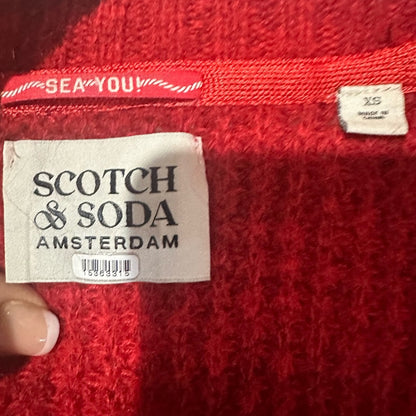 SEA YOU!
XS
SCOTCH
& SODA
AMSTERDAM